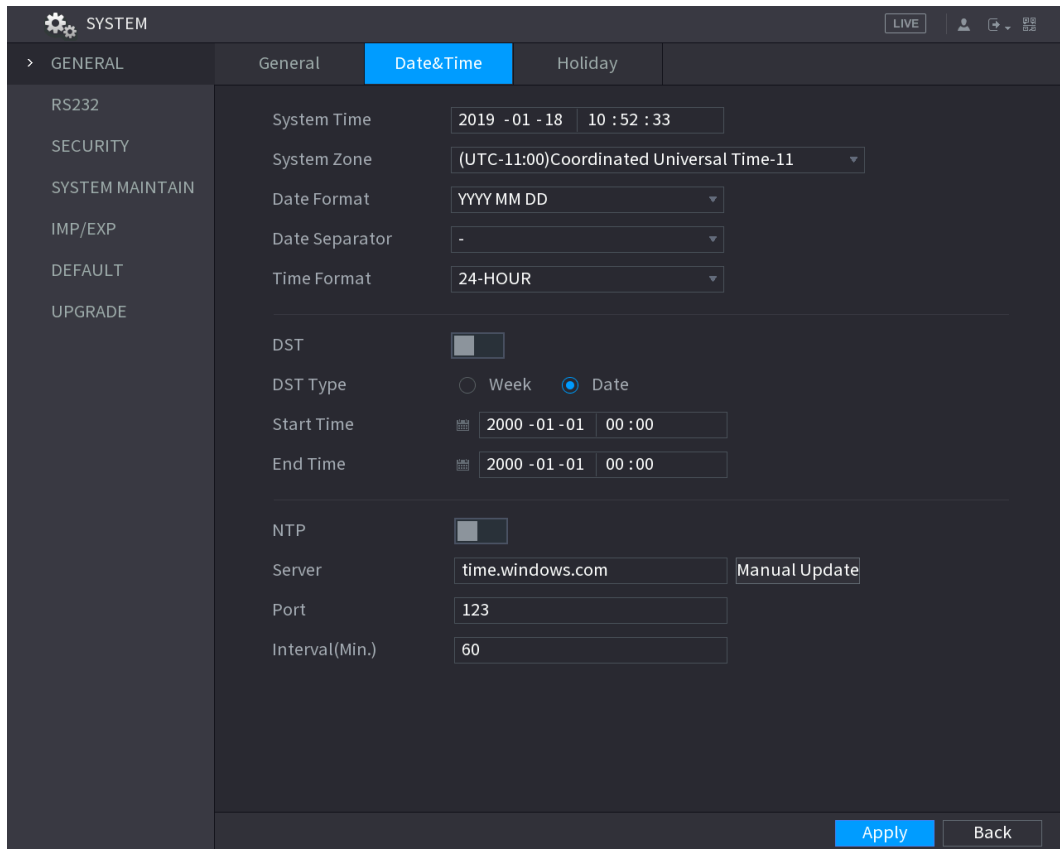 SYSTEM LIVE
GENERAL
RS232
SECURITY
SYSTEM MAINTAIN
IMP/EXP
DEFAULT
UPGRADE
General Date&Time Holiday
System Time 2019 -01 -18 10 :52 :33
System Zone (UTC-11:00)Coordinated Universal Time-11
Date Format YYYY MM DD
Date Separator -
Time Format 24-HOUR
DST
DST Type Week Date
Start Time 2000 -01 -01 00 :00
End Time 2000 -01 -01 00 :00
NTP
Server time.windows.com Manual Update
Port 123
Interval(Min.) 60
Apply Back